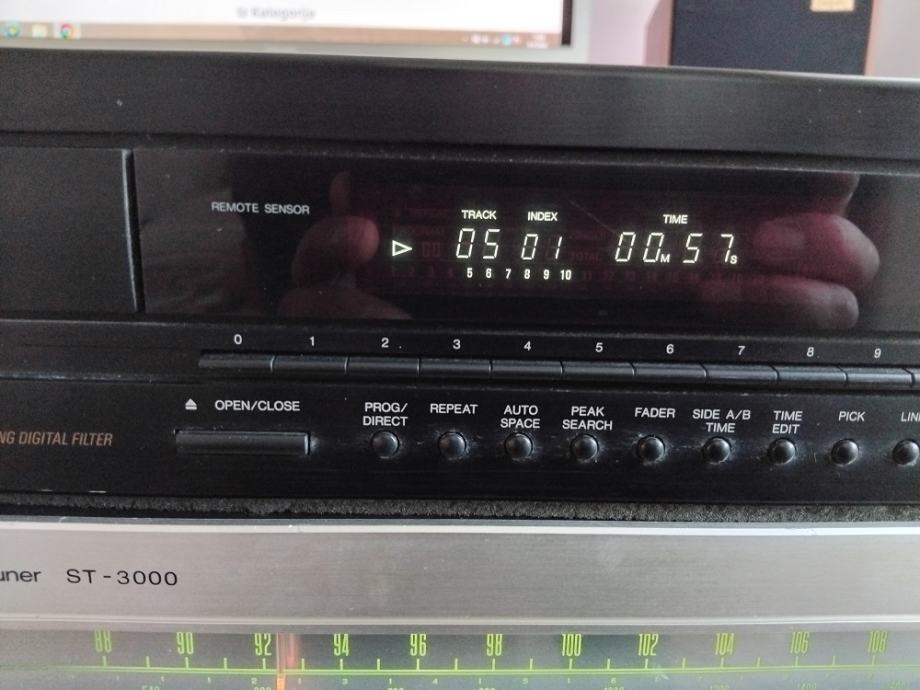 Iz Kategorije
REMOTE SENSOR
TRACK INDEX TIME
05 01 00M 57S
5 6 7 8 9 10
0 1 2 3 4 5 6 7 8 9
OPEN/CLOSE
PROG/
DIRECT
REPEAT
AUTO
SPACE
PEAK
SEARCH
FADER
SIDE A/B
TIME
TIME
EDIT
PICK
LIN
NG DIGITAL FILTER
uner ST-3000
88 90 92 94 96 98 100 102 104 106 108